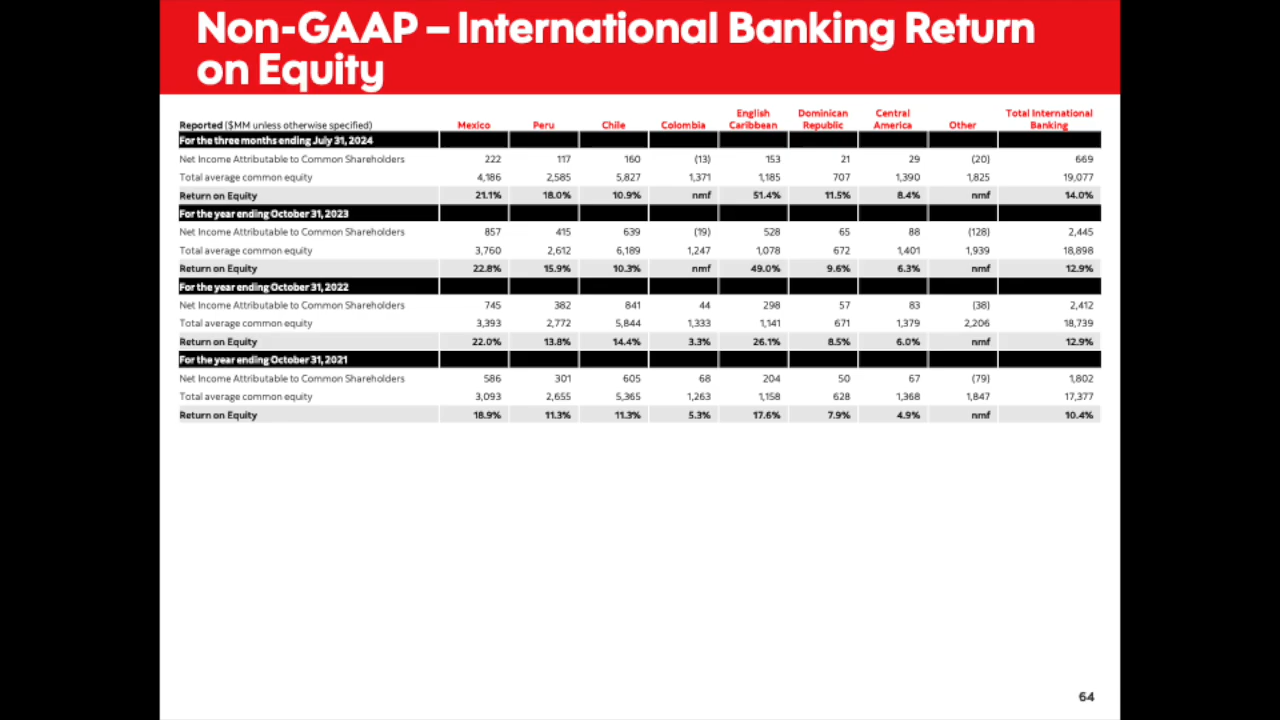 Non-GAAP – International Banking Return
on Equity
English Dominican Central Total International
Reported ($MM unless otherwise specified) Mexico Peru Chile Colombia Caribbean Republic America Other Banking
For the three months ending July 31, 2024
Net Income Attributable to Common Shareholders 222 117 160 (13) 153 21 29 (20) 669
Total average common equity 4,186 2,585 5,827 1,371 1,185 707 1,390 1,825 19,077
Return on Equity 21.1% 18.0% 10.9% nmf 51.4% 11.5% 8.4% nmf 14.0%
For the year ending October 31, 2023
Net Income Attributable to Common Shareholders 857 415 639 (19) 528 65 88 (128) 2,445
Total average common equity 3,760 2,612 6,189 1,247 1,078 672 1,401 1,939 18,898
Return on Equity 22.8% 15.9% 10.3% nmf 49.0% 9.6% 6.3% nmf 12.9%
For the year ending October 31, 2022
Net Income Attributable to Common Shareholders 745 382 841 44 298 57 83 (38) 2,412
Total average common equity 3,393 2,772 5,844 1,333 1,141 671 1,379 2,206 18,739
Return on Equity 22.0% 13.8% 14.4% 3.3% 26.1% 8.5% 6.0% nmf 12.9%
For the year ending October 31, 2021
Net Income Attributable to Common Shareholders 586 301 605 68 204 50 67 (79) 1,802
Total average common equity 3,093 2,655 5,365 1,263 1,158 628 1,368 1,847 17,377
Return on Equity 18.9% 11.3% 11.3% 5.3% 17.6% 7.9% 4.9% nmf 10.4%
64